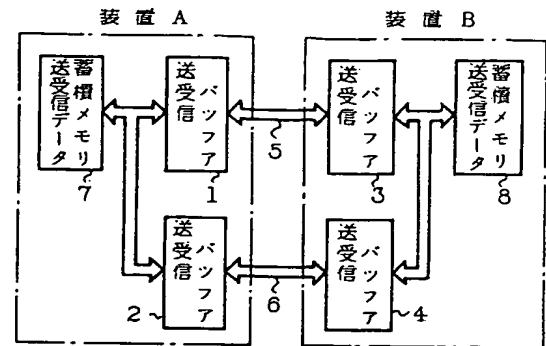 装置A
装置B
送受信データ
蓄積メモリ
7
送受信
バッファ
1
5
送受信
バッファ
3
送受信データ
蓄積メモリ
8
送受信
バッファ
2
6
送受信
バッファ
4